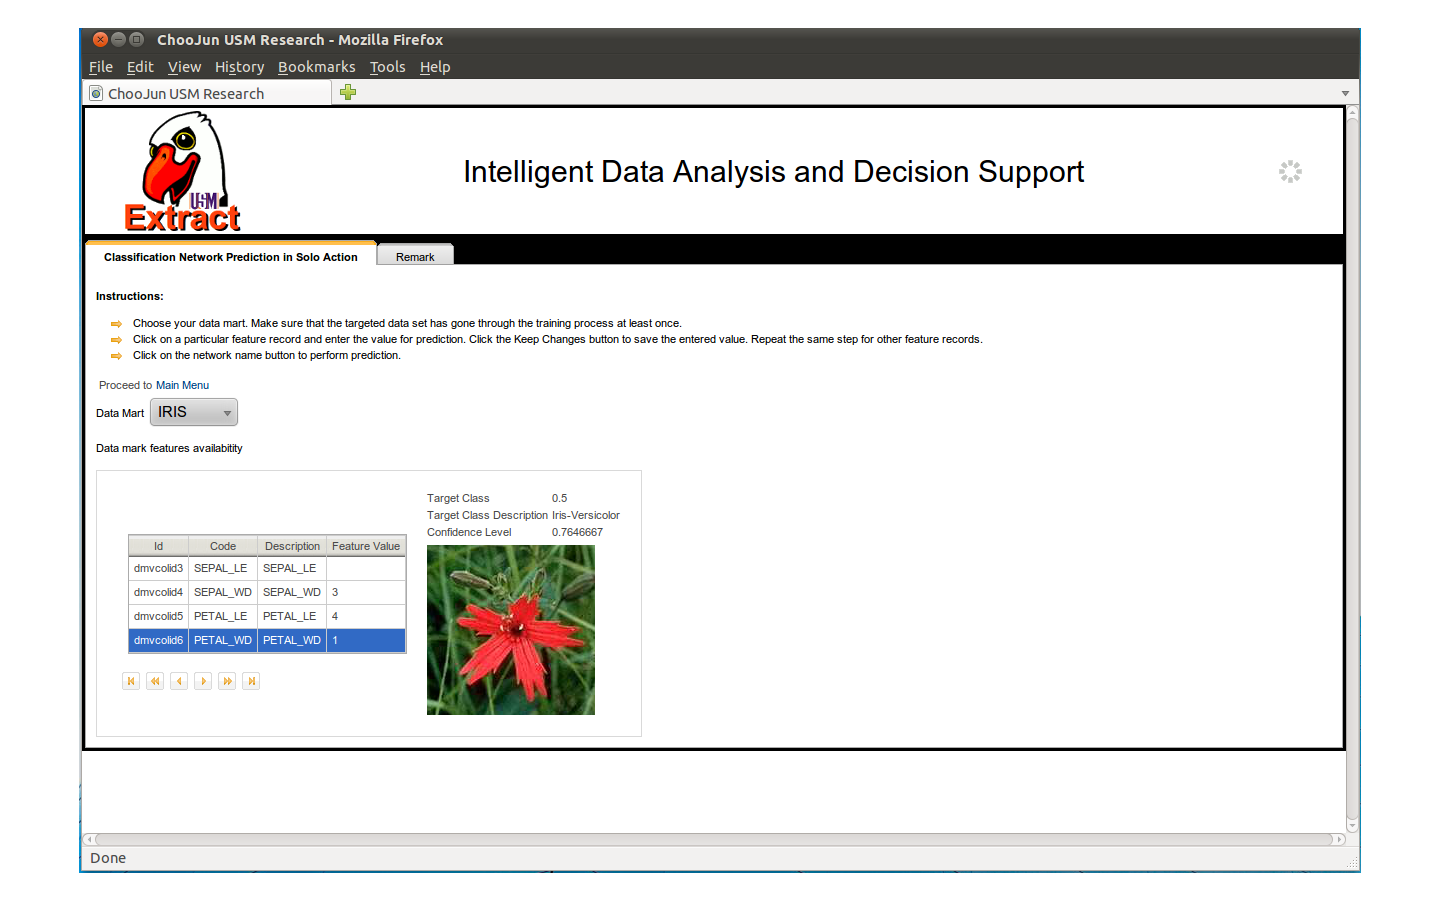 ChooJun USM Research - Mozilla Firefox
File Edit View History Bookmarks Tools Help
ChooJun USM Research
USM
Extract
Intelligent Data Analysis and Decision Support
Classification Network Prediction in Solo Action Remark
Instructions:
Choose your data mart. Make sure that the targeted data set has gone through the training process at least once.
Click on a particular feature record and enter the value for prediction. Click the Keep Changes button to save the entered value. Repeat the same step for other feature records.
Click on the network name button to perform prediction.
Proceed to Main Menu
Data Mart IRIS
Data mark features availabitity
Target Class 0.5
Target Class Description Iris-Versicolor
Confidence Level 0.7646667
Id Code Description Feature Value
dmvcolid3 SEPAL_LE SEPAL_LE
dmvcolid4 SEPAL_WD SEPAL_WD 3
dmvcolid5 PETAL_LE PETAL_LE 4
dmvcolid6 PETAL_WD PETAL_WD 1
Done